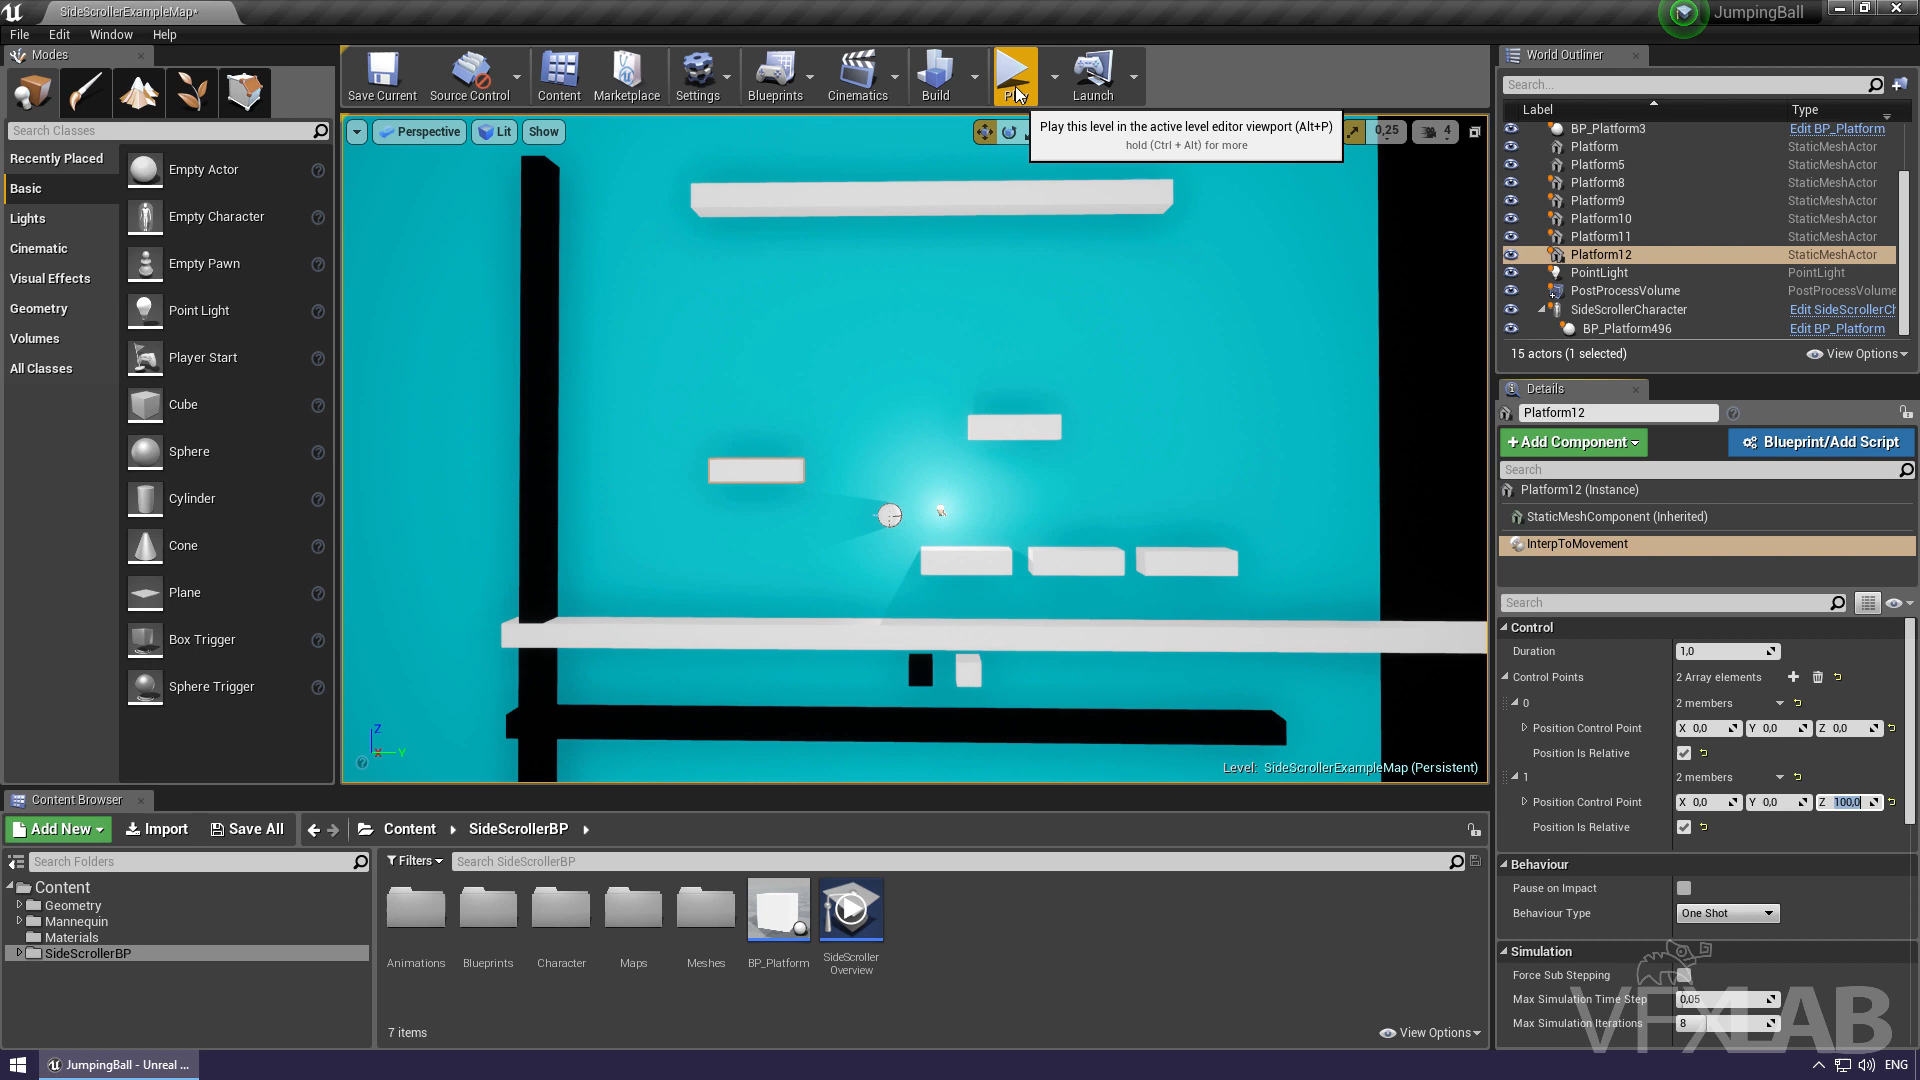 SideScrollerExampleMap*
JumpingBall
File Edit Window Help
Modes
Search Classes
Recently Placed
Basic
Lights
Cinematic
Visual Effects
Geometry
Volumes
All Classes
Empty Actor
Empty Character
Empty Pawn
Point Light
Player Start
Cube
Sphere
Cylinder
Cone
Plane
Box Trigger
Sphere Trigger
Save Current
Source Control
Content
Marketplace
Settings
Blueprints
Cinematics
Build
Play
Launch
Play this level in the active level editor viewport (Alt+P)
hold (Ctrl + Alt) for more
Perspective Lit Show
0,25 4
Z
X Y
Level: SideScrollerExampleMap (Persistent)
World Outliner
Search...
Label Type
BP_Platform3 Edit BP_Platform
Platform StaticMeshActor
Platform5 StaticMeshActor
Platform8 StaticMeshActor
Platform9 StaticMeshActor
Platform10 StaticMeshActor
Platform11 StaticMeshActor
Platform12 StaticMeshActor
PointLight PointLight
PostProcessVolume PostProcessVolume
SideScrollerCharacter Edit SideScrollerCh
BP_Platform496 Edit BP_Platform
15 actors (1 selected) View Options
Details
Platform12
+Add Component Blueprint/Add Script
Search
Platform12 (Instance)
StaticMeshComponent (Inherited)
InterpToMovement
Search
Control
Duration 1,0
Control Points 2 Array elements
0 2 members
Position Control Point X 0,0 Y 0,0 Z 0,0
Position Is Relative
1 2 members
Position Control Point X 0,0 Y 0,0 Z 100,0
Position Is Relative
Behaviour
Pause on Impact
Behaviour Type One Shot
Simulation
Force Sub Stepping
Max Simulation Time Step 0,05
Max Simulation Iterations 8
VFXLAB
Content Browser
Add New Import Save All Content SideScrollerBP
Search Folders
Filters Search SideScrollerBP
Content
Geometry
Mannequin
Materials
SideScrollerBP
Animations
Blueprints
Character
Maps
Meshes
BP_Platform
SideScroller
Overview
7 items View Options
JumpingBall - Unreal ...
ENG